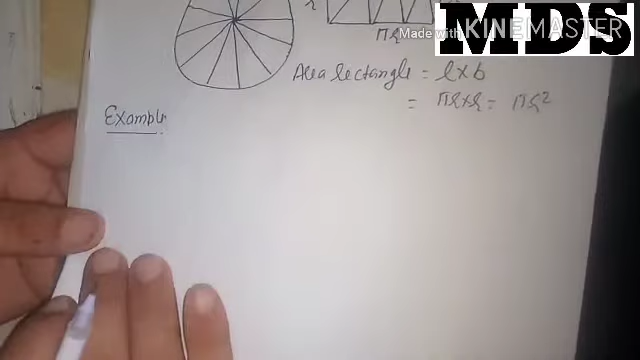 r
πr
Made with KINEMASTER
MDS
Area rectangle = l×b
= πr×r = πr²
Example